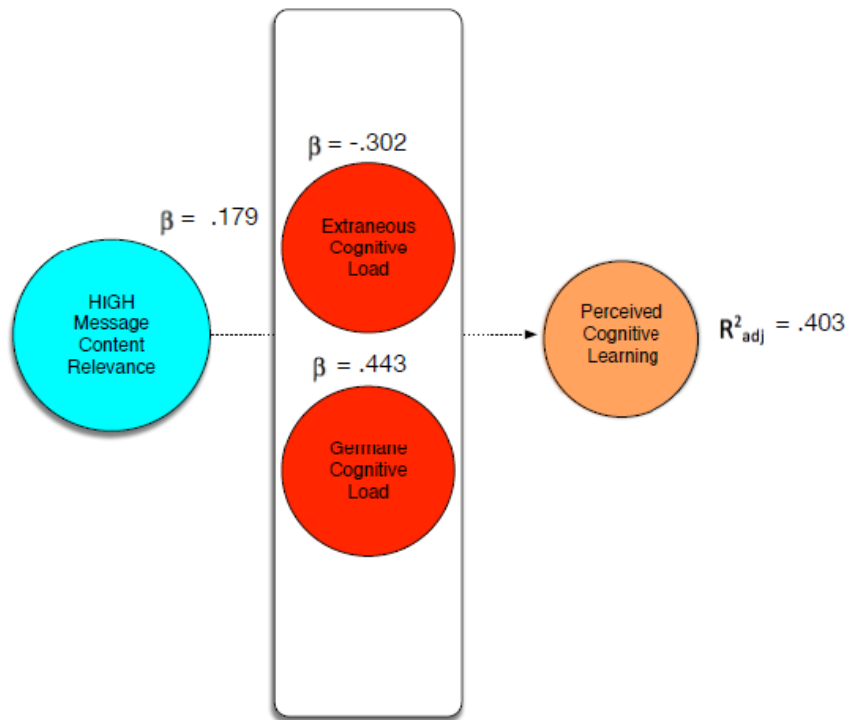 β = -.302
β = .179
Extraneous
Cognitive
Load
HIGH
Message
Content
Relevance
Perceived
Cognitive
Learning
R²adj = .403
β = .443
Germane
Cognitive
Load